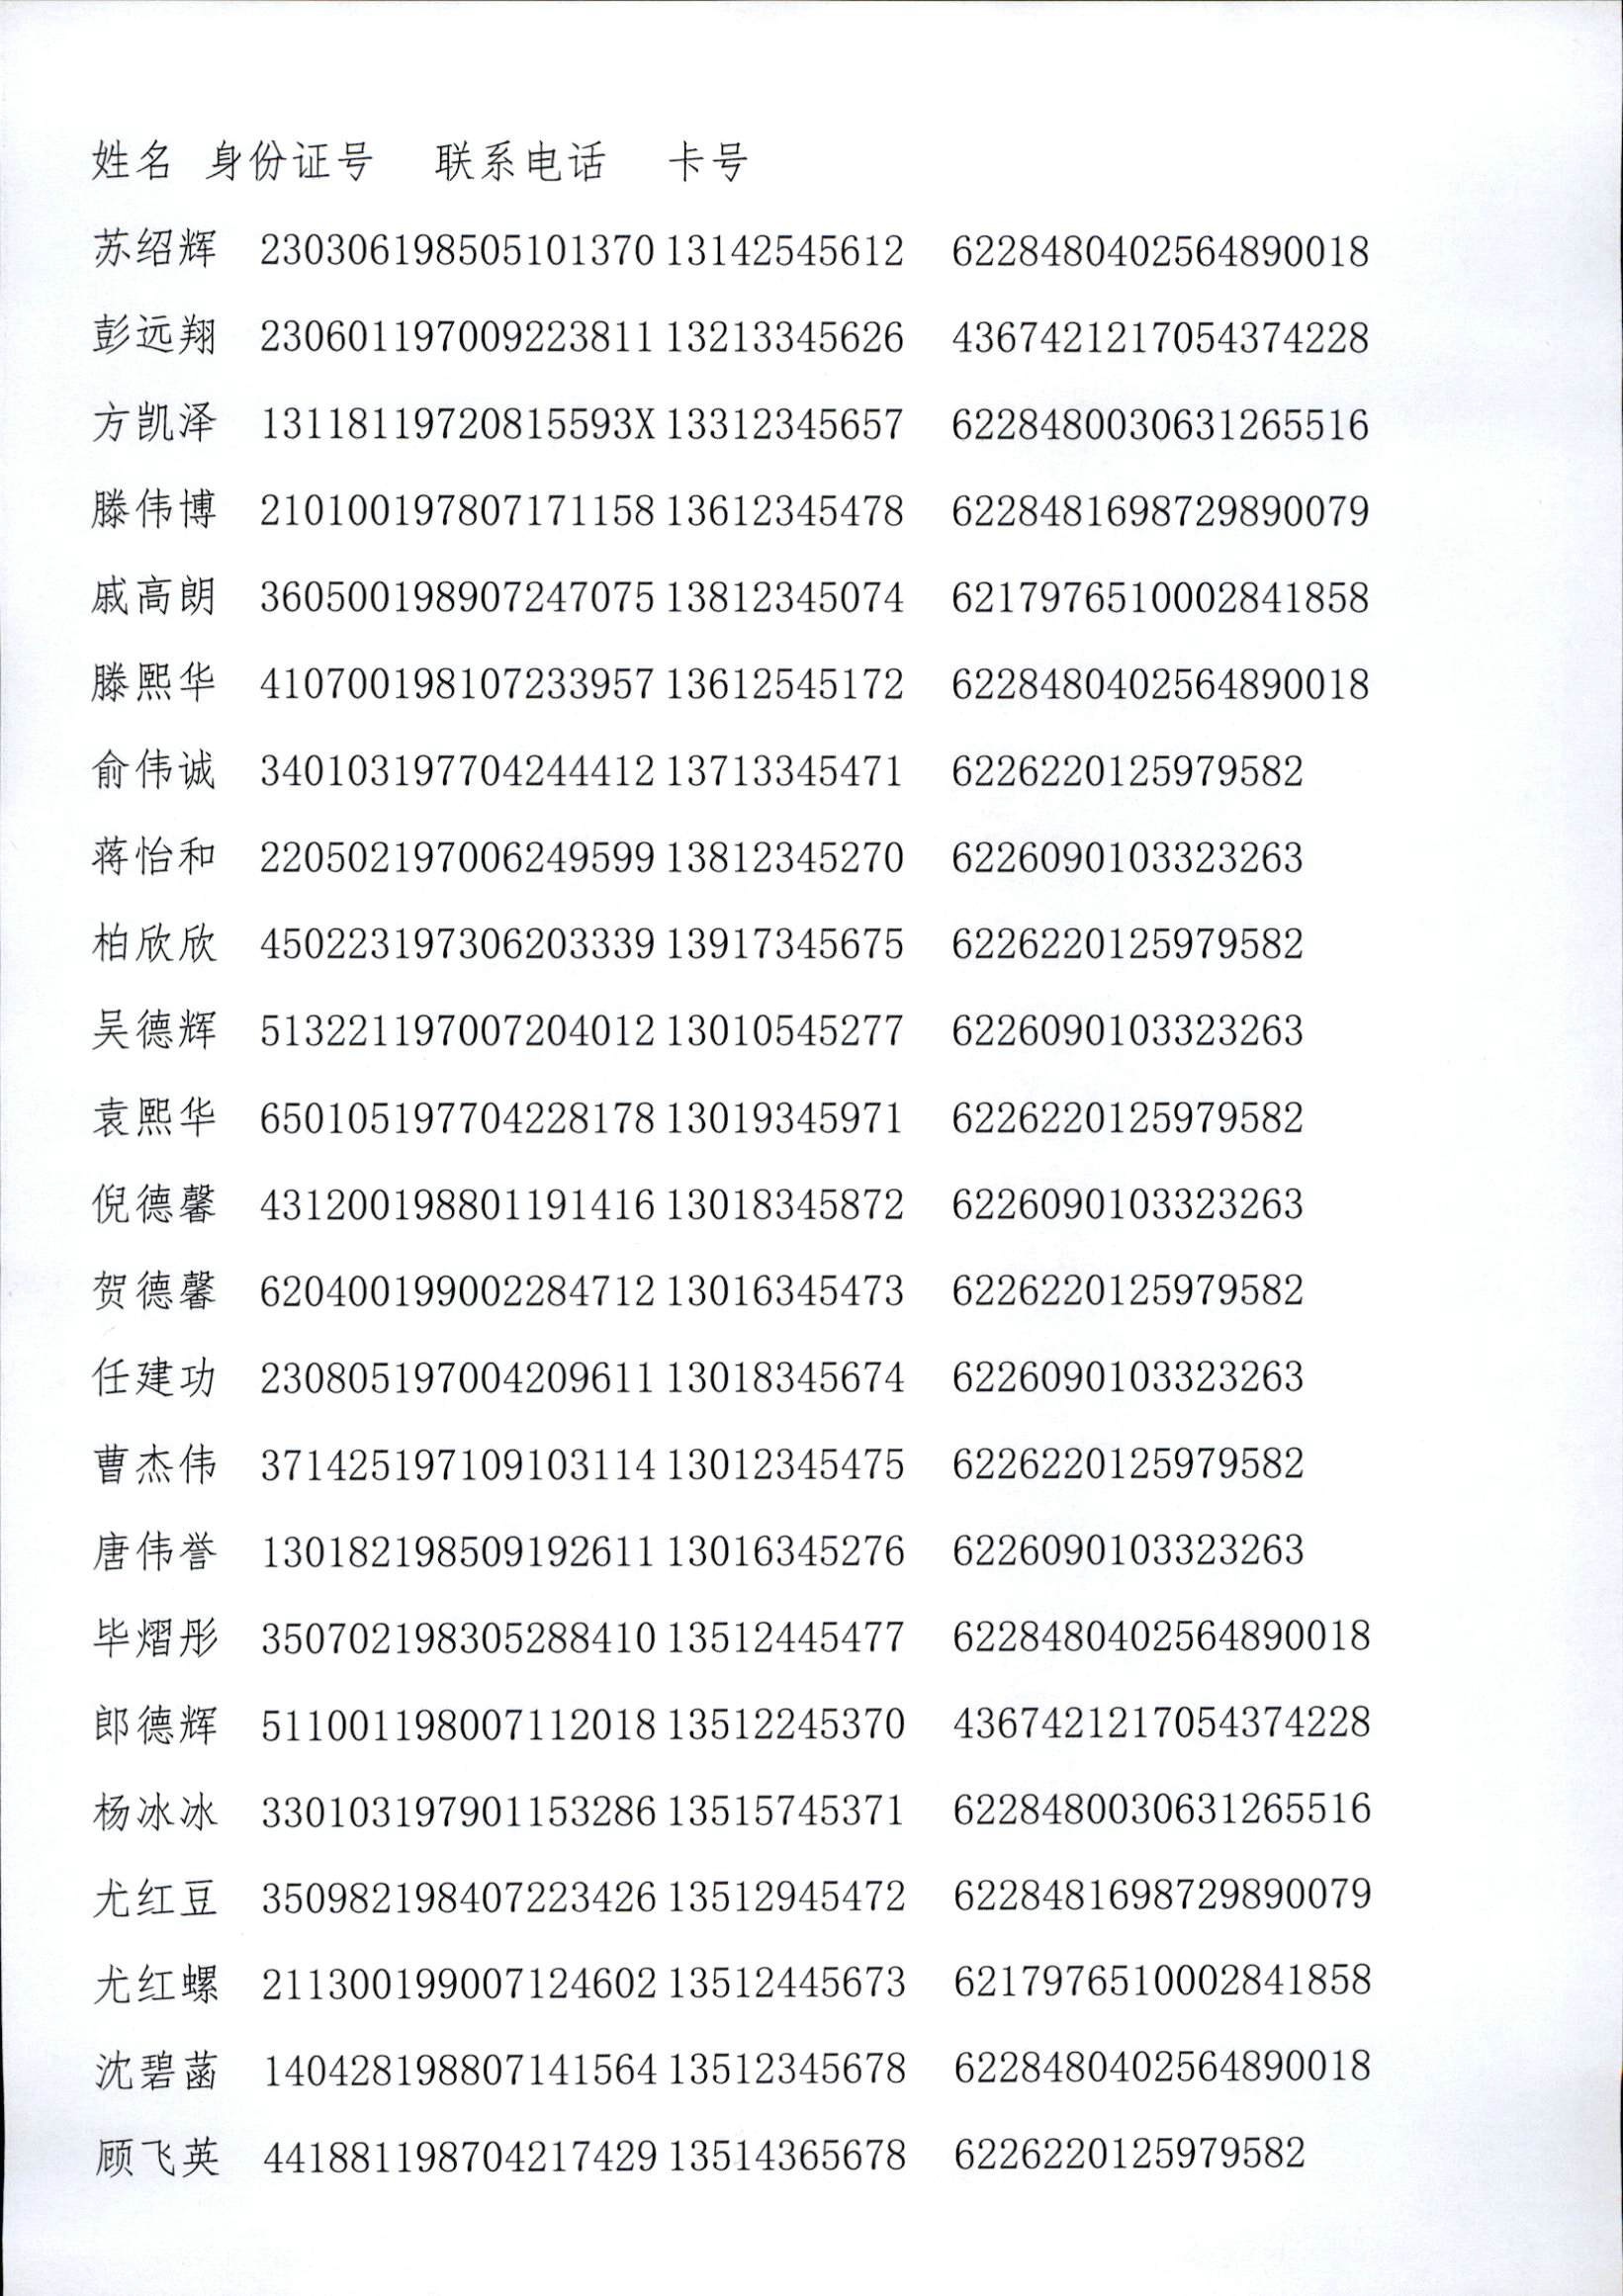 姓名 身份证号 联系电话 卡号
苏绍辉 230306198505101370 13142545612 6228480402564890018
彭远翔 230601197009223811 13213345626 4367421217054374228
方凯泽 13118119720815593X 13312345657 6228480030631265516
滕伟博 210100197807171158 13612345478 6228481698729890079
戚高朗 360500198907247075 13812345074 6217976510002841858
滕熙华 410700198107233957 13612545172 6228480402564890018
俞伟诚 340103197704244412 13713345471 6226220125979582
蒋怡和 220502197006249599 13812345270 6226090103323263
柏欣欣 450223197306203339 13917345675 6226220125979582
吴德辉 513221197007204012 13010545277 6226090103323263
袁熙华 650105197704228178 13019345971 6226220125979582
倪德馨 431200198801191416 13018345872 6226090103323263
贺德馨 620400199002284712 13016345473 6226220125979582
任建功 230805197004209611 13018345674 6226090103323263
曹杰伟 371425197109103114 13012345475 6226220125979582
唐伟誉 130182198509192611 13016345276 6226090103323263
毕熠彤 350702198305288410 13512445477 6228480402564890018
郎德辉 511001198007112018 13512245370 4367421217054374228
杨冰冰 330103197901153286 13515745371 6228480030631265516
尤红豆 350982198407223426 13512945472 6228481698729890079
尤红螺 211300199007124602 13512445673 6217976510002841858
沈碧菡 140428198807141564 13512345678 6228480402564890018
顾飞英 441881198704217429 13514365678 6226220125979582